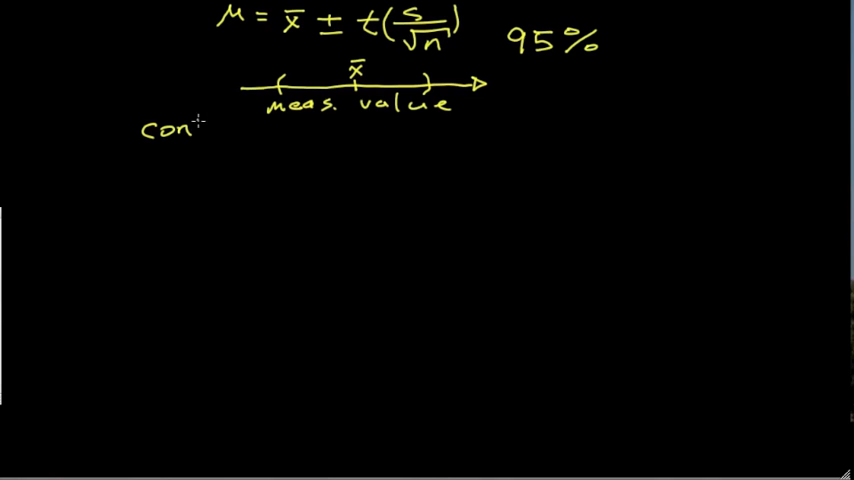 μ = x̄ ± t(s/√n) 95%
x̄
meas. value
con